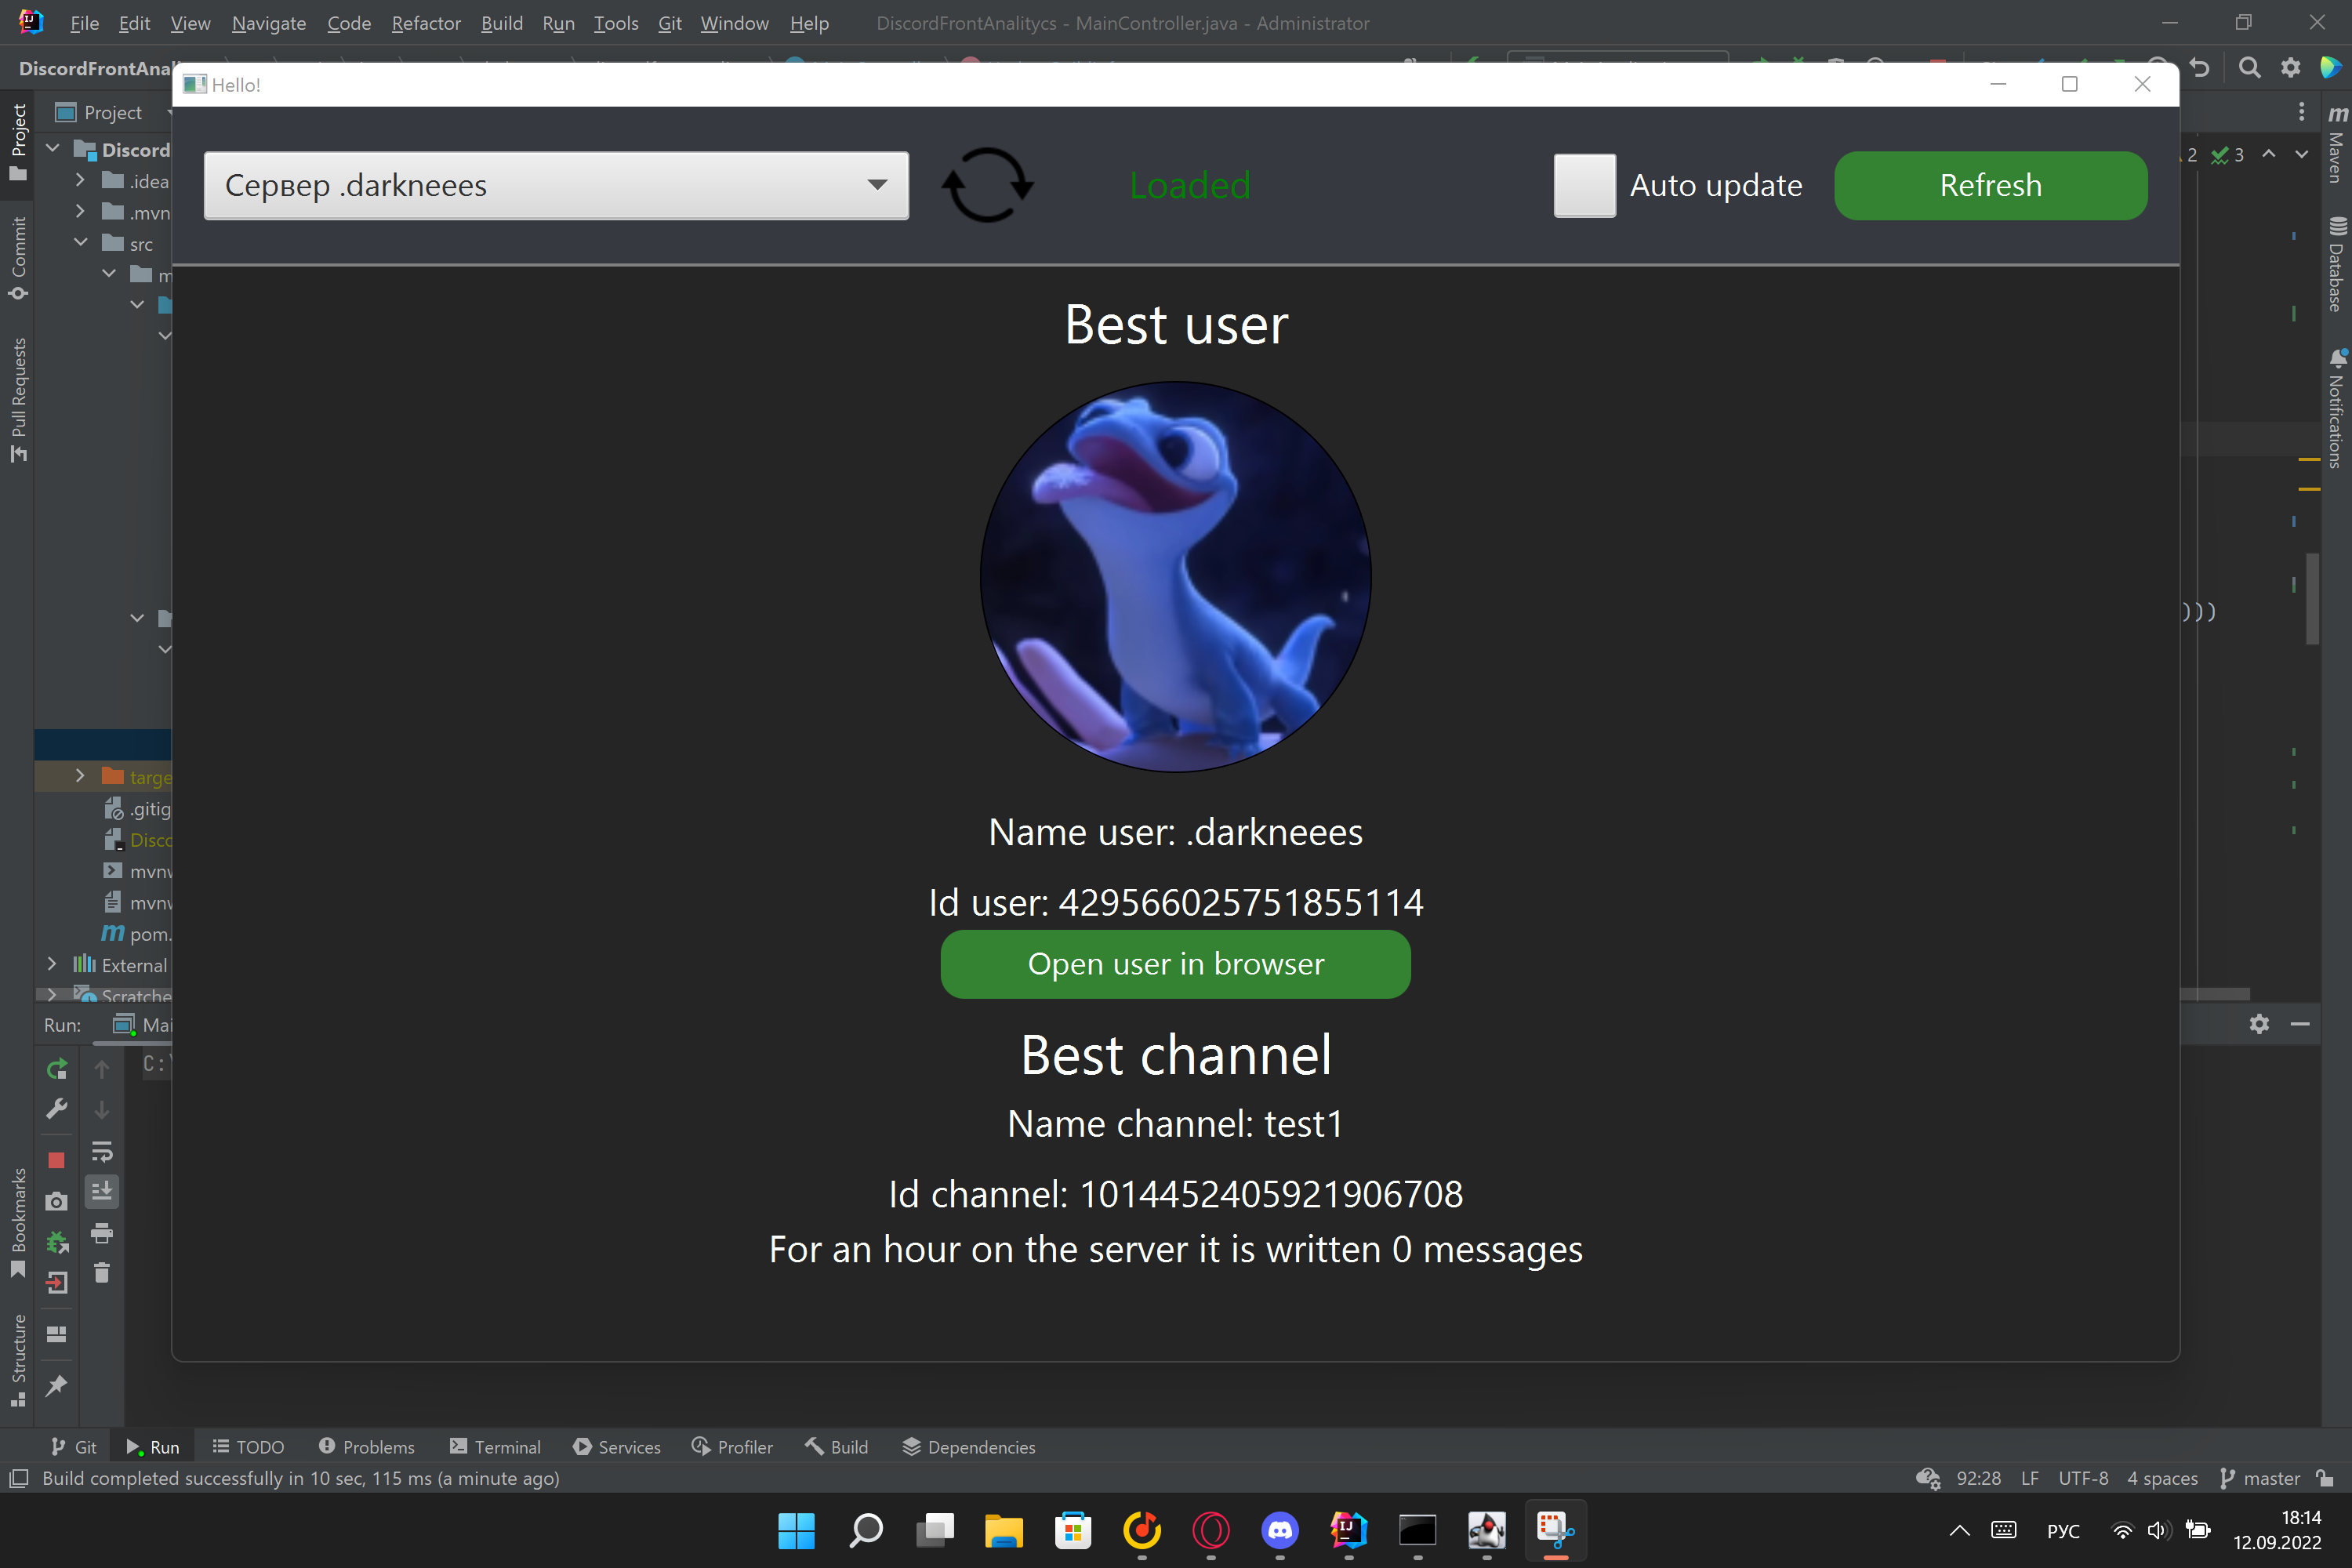 File Edit View Navigate Code Refactor Build Run Tools Git Window Help DiscordFrontAnalitycs - MainController.java - Administrator
DiscordFrontAnal
Hello!
Project
Сервер .darkneees
Loaded
Auto update
Refresh
2 3
Project
Commit
Pull Requests
Bookmarks
Structure
Maven
Database
Notifications
Discord
.idea
.mvn
src
m
targe
.gitig
Disco
mvnw
mvnw
pom.
External
Scratche
Best user
Name user: .darkneees
Id user: 429566025751855114
Open user in browser
Best channel
Name channel: test1
Id channel: 1014452405921906708
For an hour on the server it is written 0 messages
)))
Run: Mai
C:\
Git Run TODO Problems Terminal Services Profiler Build Dependencies
Build completed successfully in 10 sec, 115 ms (a minute ago)
92:28 LF UTF-8 4 spaces master
РУС
18:14
12.09.2022